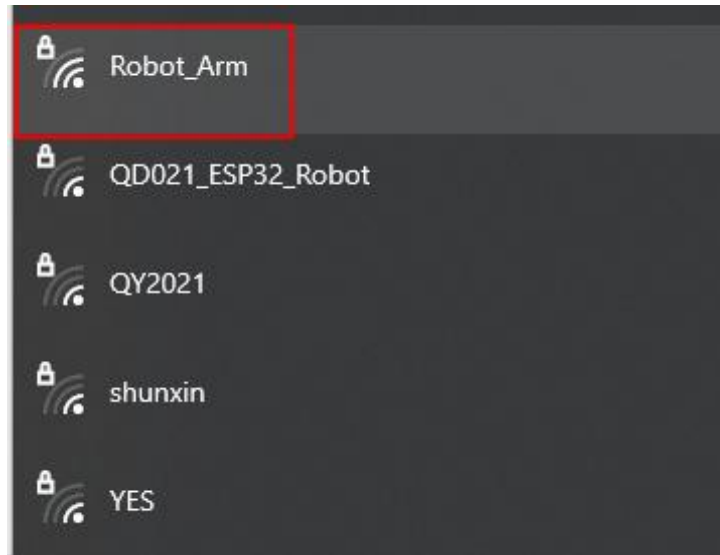 Robot_Arm
QD021_ESP32_Robot
QY2021
shunxin
YES